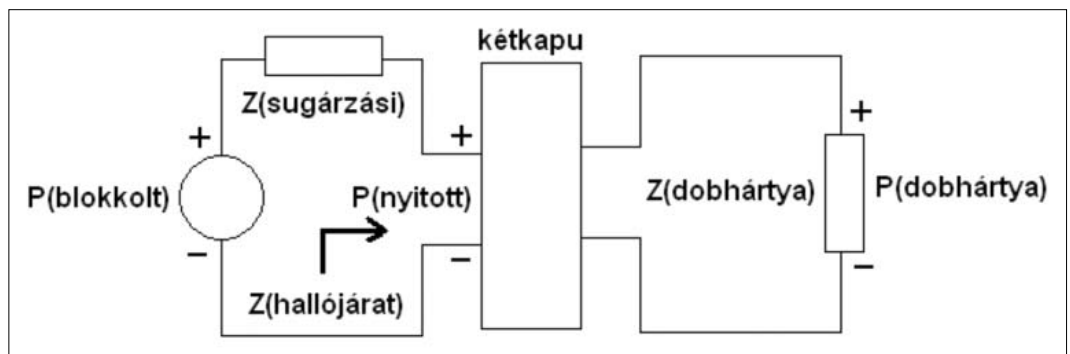 kétkapu
Z(sugárzási)
+
+
+
P(blokkolt)
P(nyitott)
Z(dobhártya)
P(dobhártya)
−
−
−
Z(hallójárat)